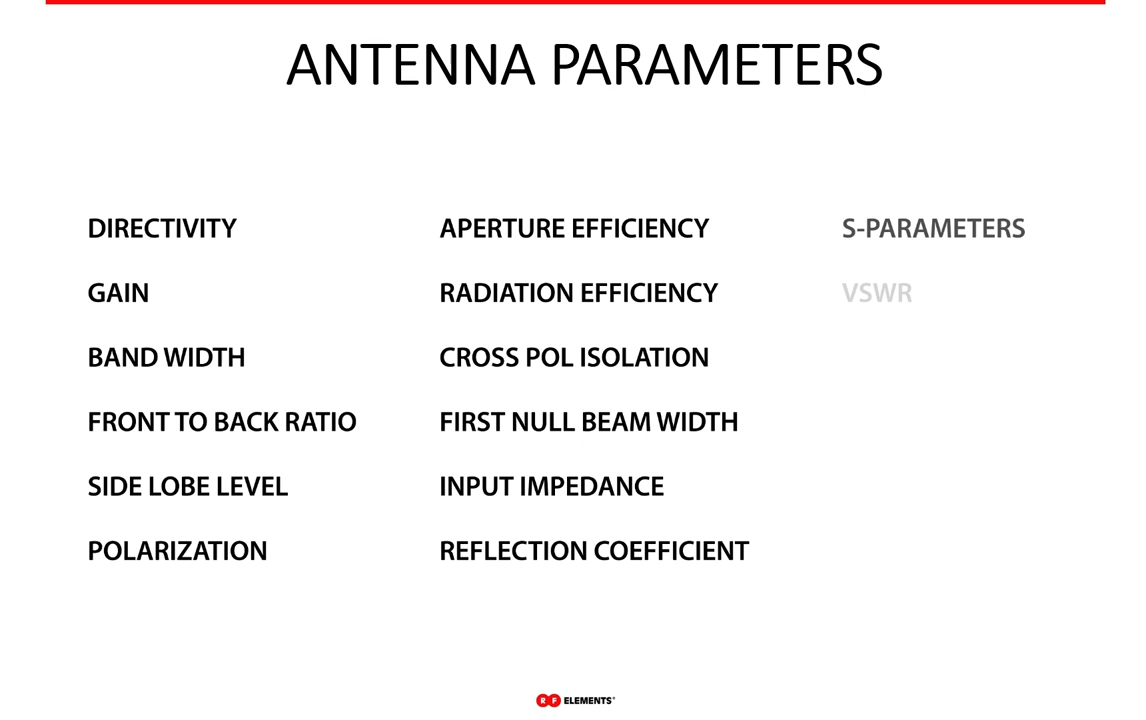 ANTENNA PARAMETERS
DIRECTIVITY
GAIN
BAND WIDTH
FRONT TO BACK RATIO
SIDE LOBE LEVEL
POLARIZATION
APERTURE EFFICIENCY
RADIATION EFFICIENCY
CROSS POL ISOLATION
FIRST NULL BEAM WIDTH
INPUT IMPEDANCE
REFLECTION COEFFICIENT
S-PARAMETERS
VSWR
RF ELEMENTS®